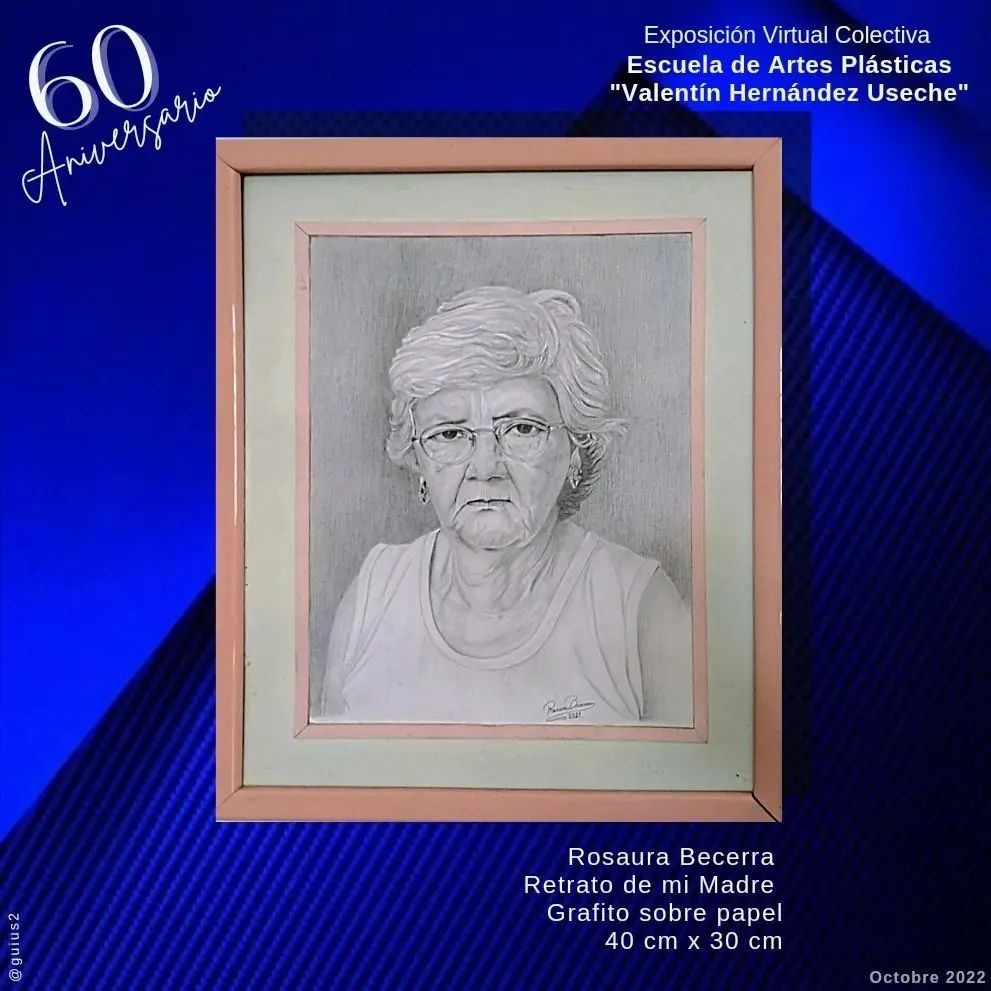 60
Aniversario
Exposición Virtual Colectiva
Escuela de Artes Plásticas
"Valentín Hernández Useche"
2021
Rosaura Becerra
Retrato de mi Madre
Grafito sobre papel
40 cm x 30 cm
@guius2
Octobre 2022